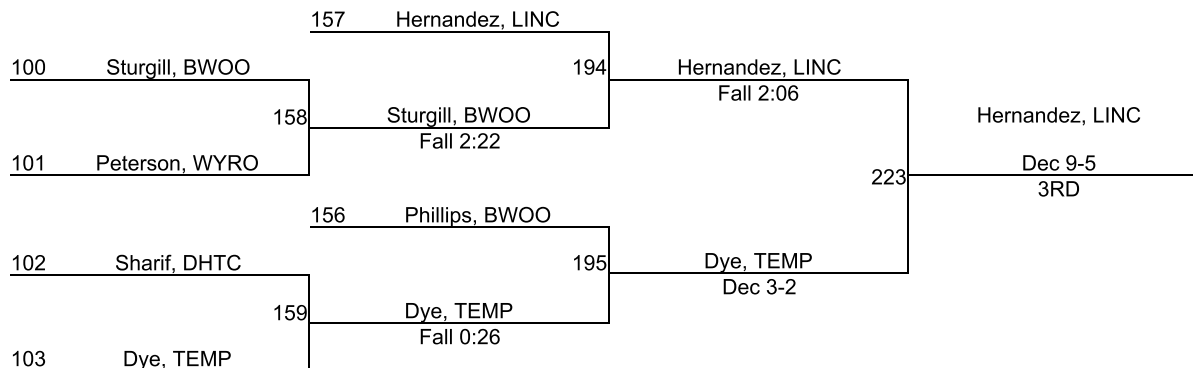 157 Hernandez, LINC
100 Sturgill, BWOO
194 Hernandez, LINC
Fall 2:06
158 Sturgill, BWOO
Fall 2:22
Hernandez, LINC
101 Peterson, WYRO
223 Dec 9-5
3RD
156 Phillips, BWOO
102 Sharif, DHTC
195 Dye, TEMP
Dec 3-2
159 Dye, TEMP
Fall 0:26
103 Dye, TEMP